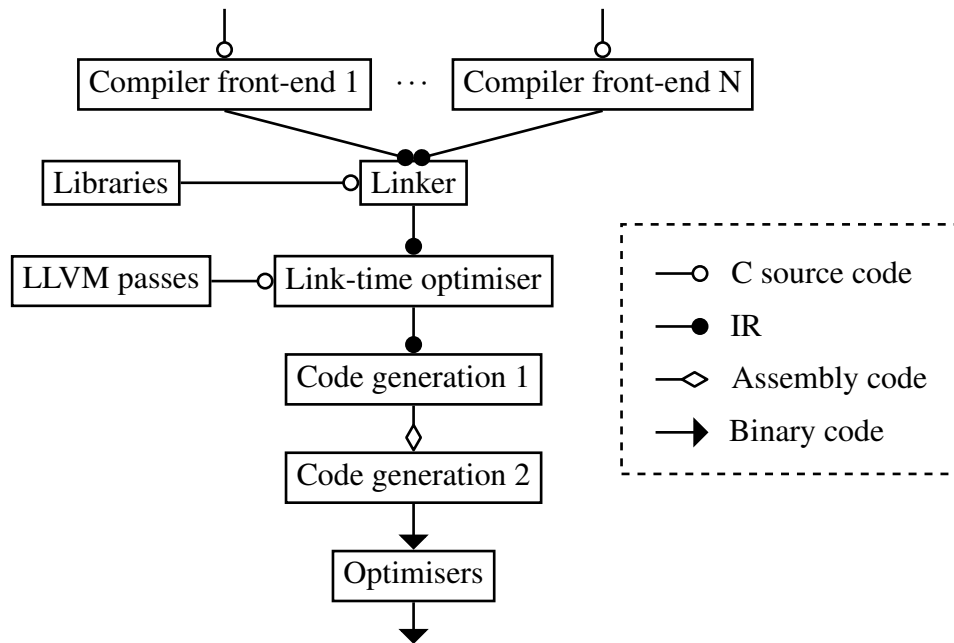 Compiler front-end 1
···
Compiler front-end N
Libraries
Linker
LLVM passes
Link-time optimiser
Code generation 1
Code generation 2
Optimisers
C source code
IR
Assembly code
Binary code